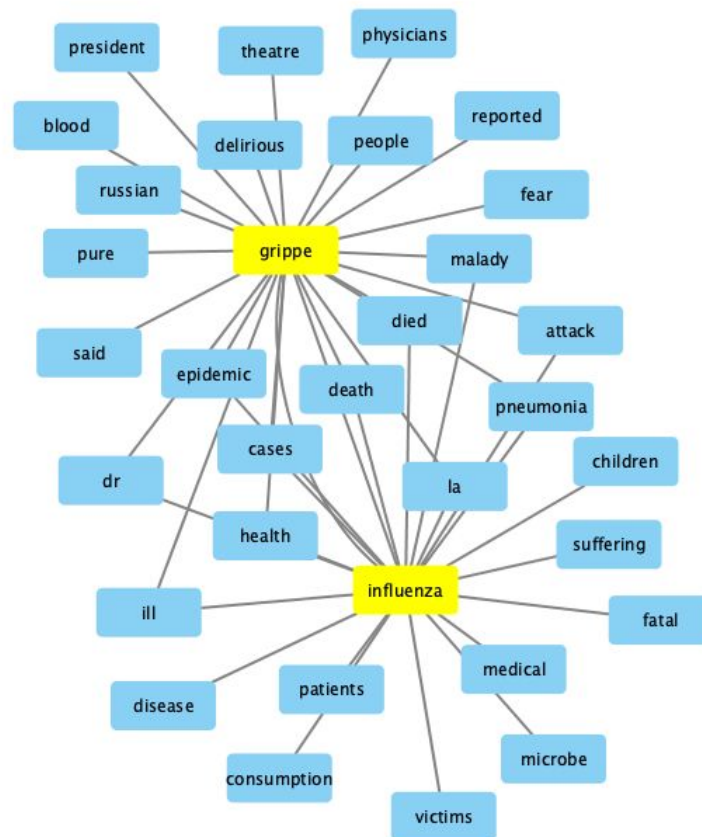 physicians
president
theatre
reported
blood
delirious
people
russian
fear
pure
grippe
malady
said
died
attack
epidemic
death
pneumonia
cases
children
dr
la
health
suffering
influenza
ill
fatal
medical
disease
patients
microbe
consumption
victims